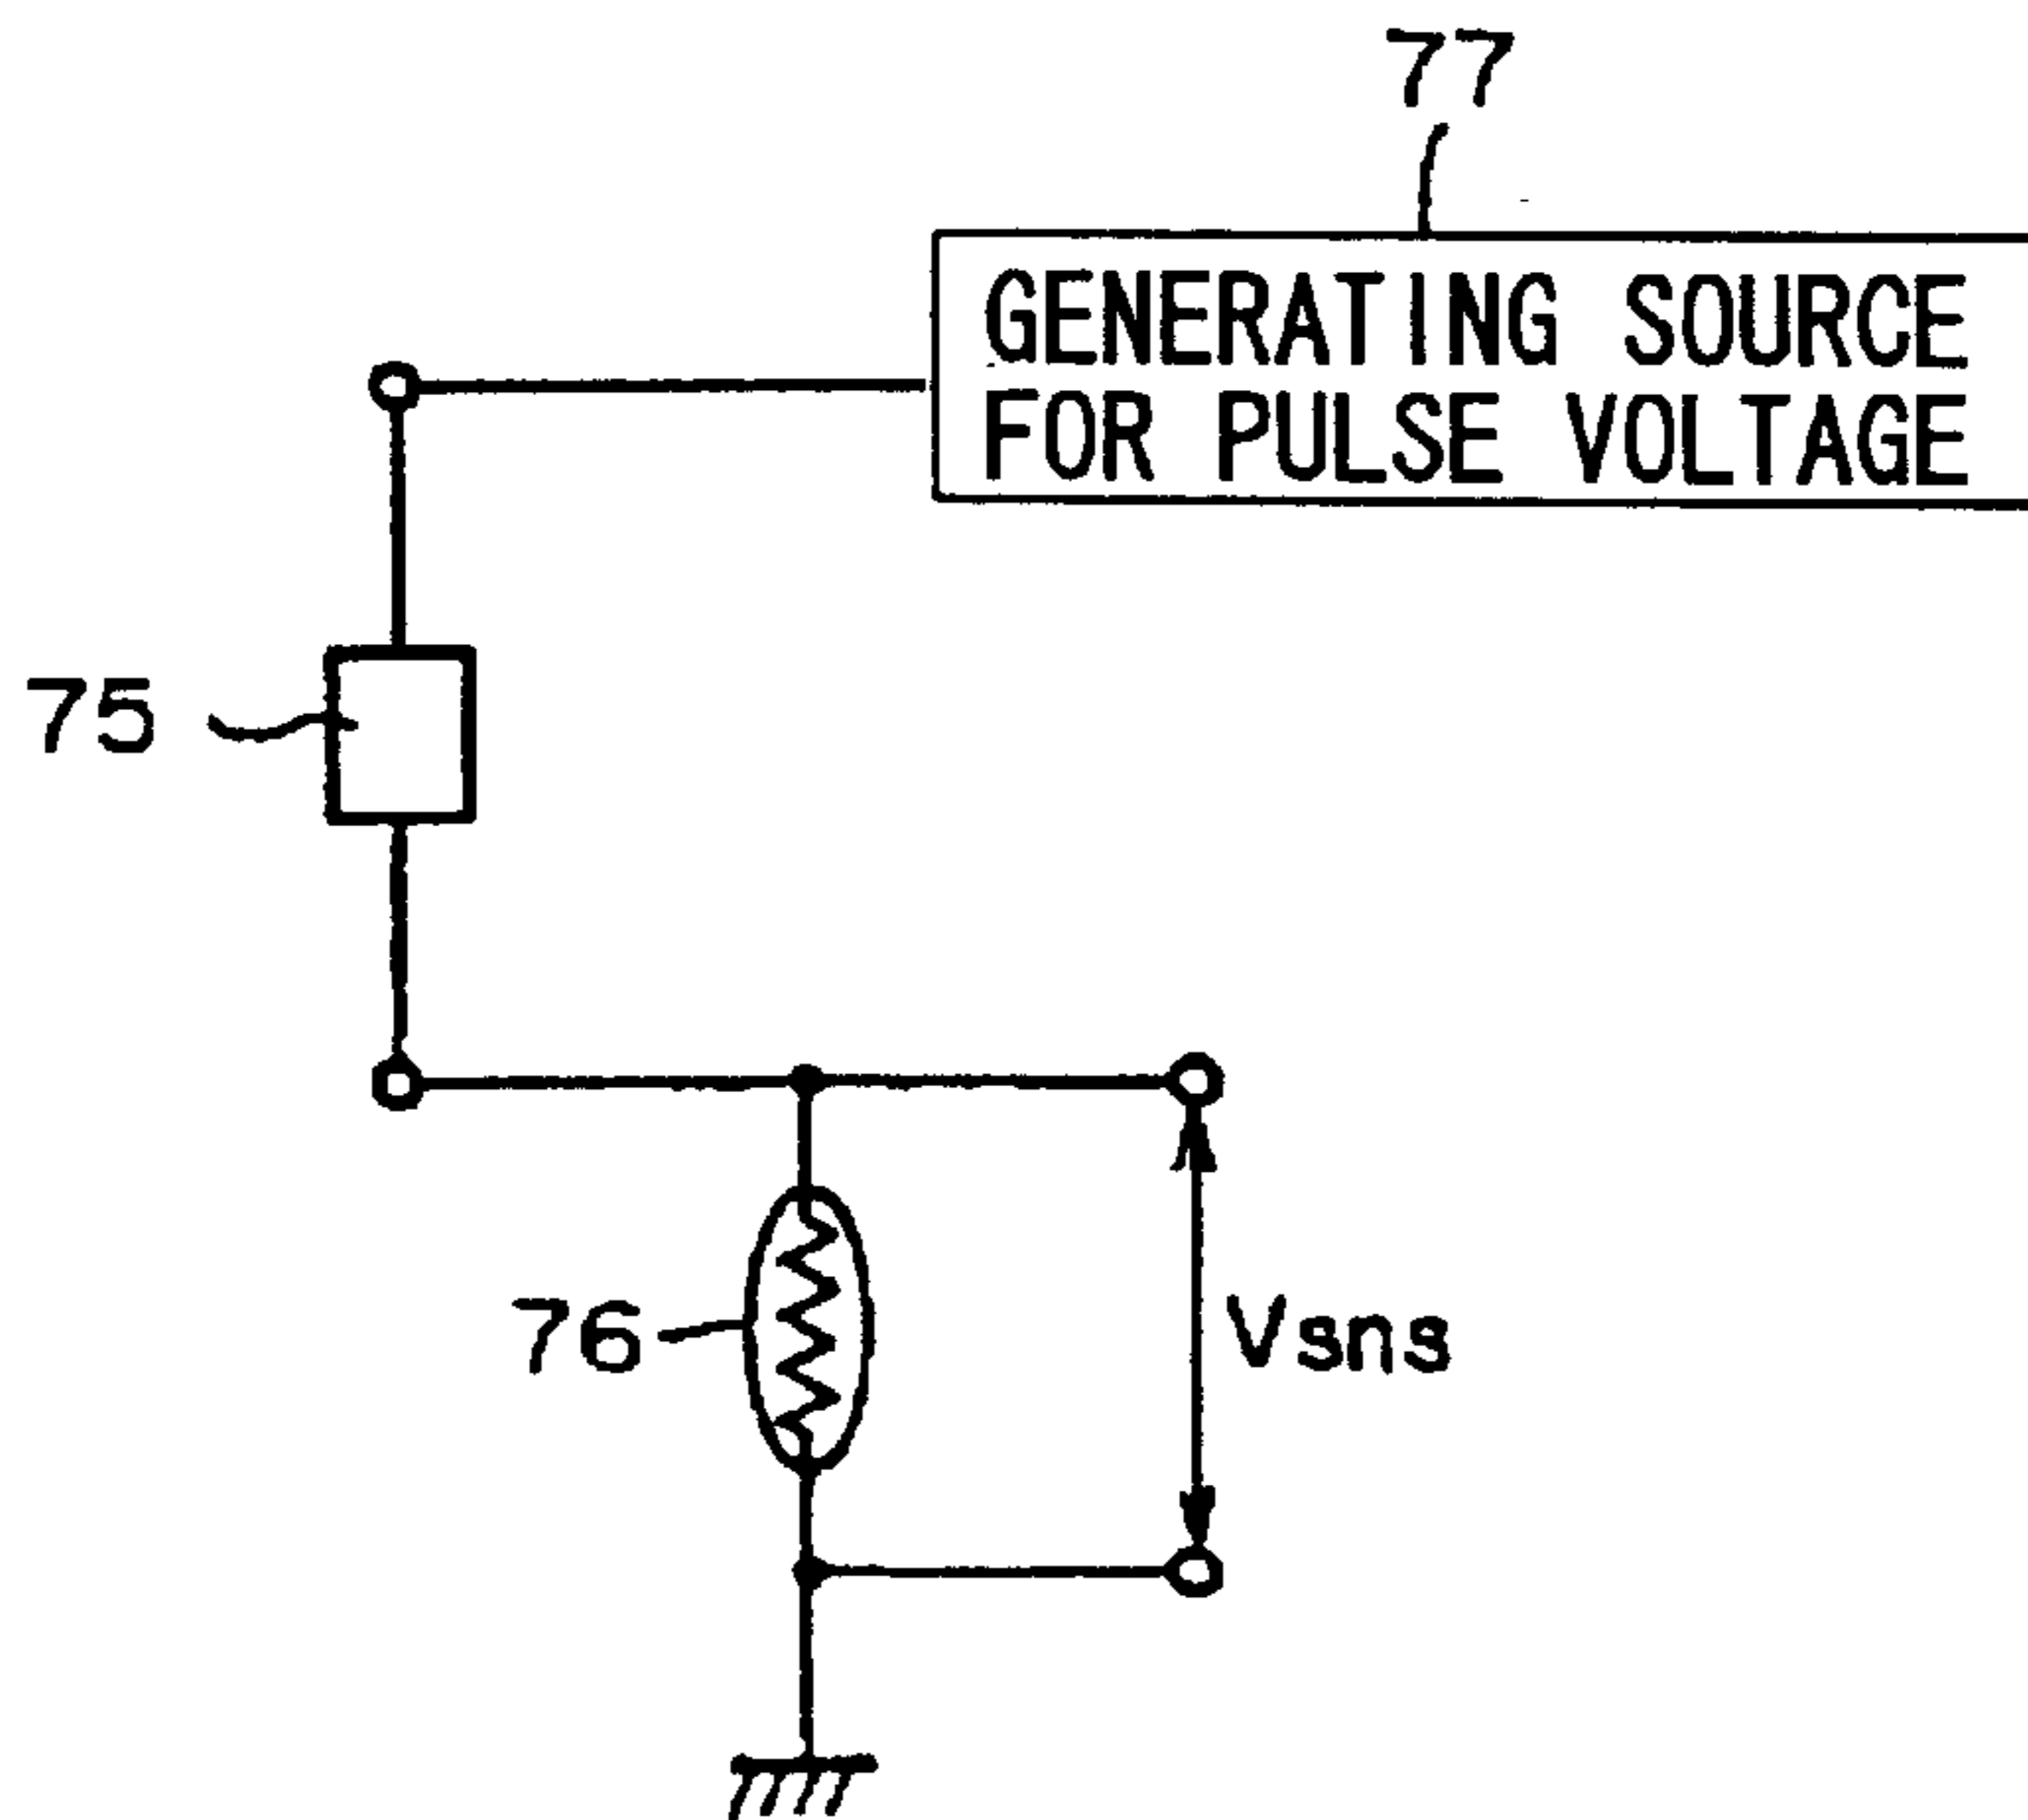 77
GENERATING SOURCE
FOR PULSE VOLTAGE
75
76
Vsns